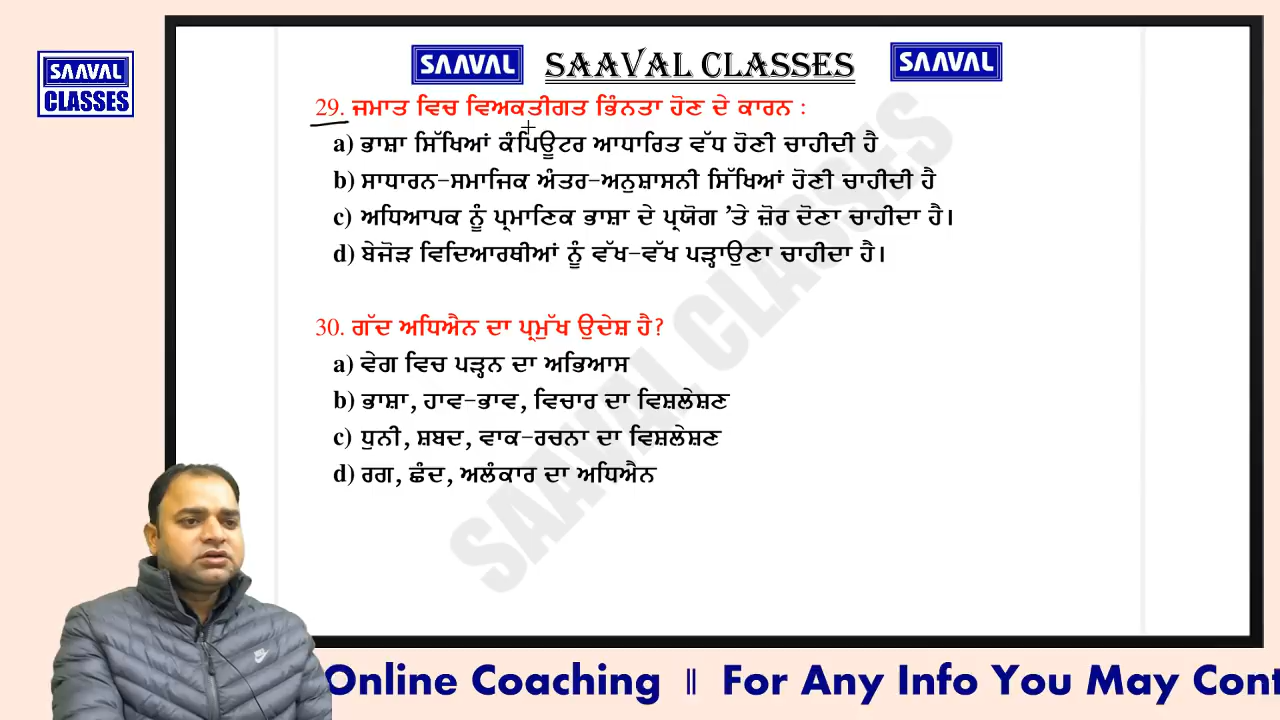 SAAVAL
CLASSES
SAAVAL
SAAVAL CLASSES
SAAVAL
29. ਜਮਾਤ ਵਿਚ ਵਿਅਕਤੀਗਤ ਭਿੰਨਤਾ ਹੋਣ ਦੇ ਕਾਰਨ :
a) ਭਾਸ਼ਾ ਸਿੱਖਿਆਂ ਕੰਪਿਊਟਰ ਆਧਾਰਿਤ ਵੱਧ ਹੋਣੀ ਚਾਹੀਦੀ ਹੈ
b) ਸਾਧਾਰਨ-ਸਮਾਜਿਕ ਅੰਤਰ-ਅਨੁਸ਼ਾਸਨੀ ਸਿੱਖਿਆਂ ਹੋਣੀ ਚਾਹੀਦੀ ਹੈ
c) ਅਧਿਆਪਕ ਨੂੰ ਪ੍ਰਮਾਣਿਕ ਭਾਸ਼ਾ ਦੇ ਪ੍ਰਯੋਗ 'ਤੇ ਜ਼ੋਰ ਦੋਣਾ ਚਾਹੀਦਾ ਹੈ।
d) ਬੇਜੋੜ ਵਿਦਿਆਰਥੀਆਂ ਨੂੰ ਵੱਖ-ਵੱਖ ਪੜ੍ਹਾਉਣਾ ਚਾਹੀਦਾ ਹੈ।
30. ਗੱਦ ਅਧਿਐਨ ਦਾ ਪ੍ਰਮੁੱਖ ਉਦੇਸ਼ ਹੈ?
a) ਵੇਗ ਵਿਚ ਪੜ੍ਹਨ ਦਾ ਅਭਿਆਸ
b) ਭਾਸ਼ਾ, ਹਾਵ-ਭਾਵ, ਵਿਚਾਰ ਦਾ ਵਿਸ਼ਲੇਸ਼ਣ
c) ਧੁਨੀ, ਸ਼ਬਦ, ਵਾਕ-ਰਚਨਾ ਦਾ ਵਿਸ਼ਲੇਸ਼ਣ
d) ਰਗ, ਛੰਦ, ਅਲੰਕਾਰ ਦਾ ਅਧਿਐਨ
SAAVAL CLASSES
Online Coaching || For Any Info You May Cont